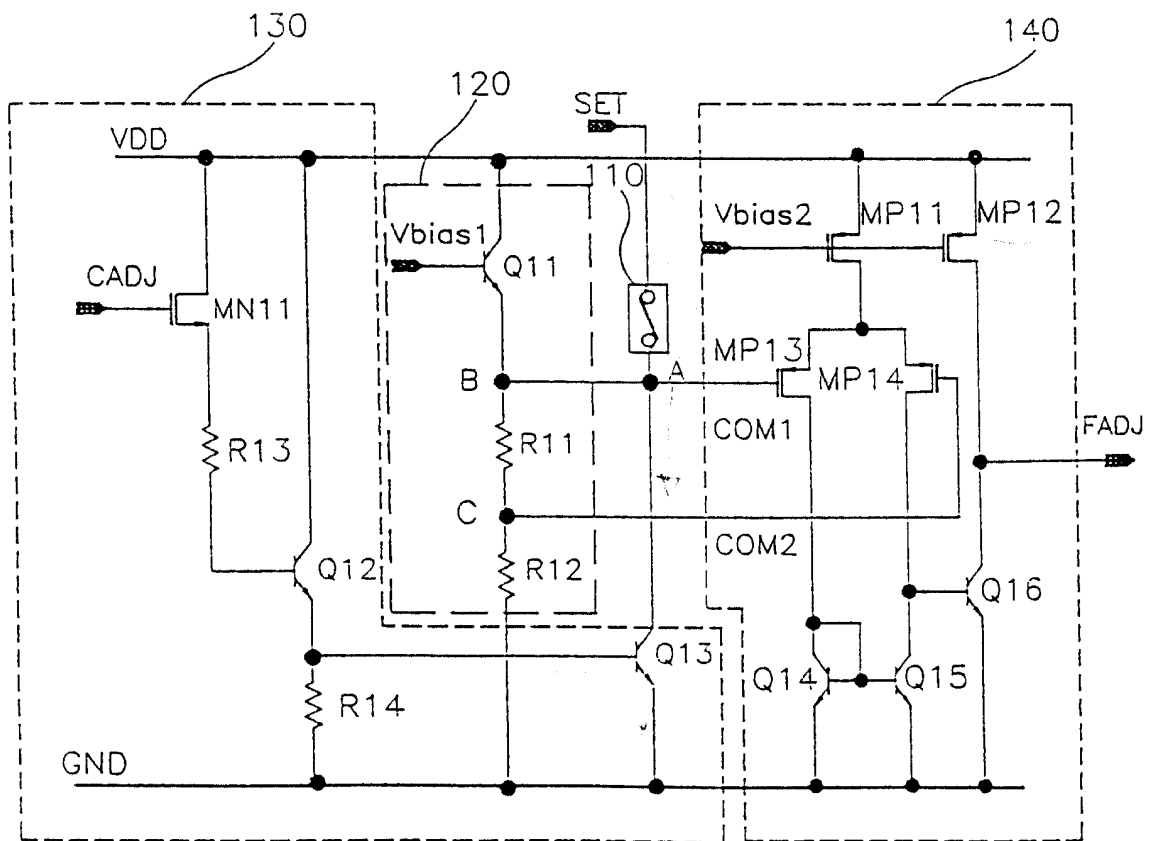 130
140
120
SET
VDD
110
Vbias1
Vbias2
MP11
MP12
Q11
CADJ
MN11
MP13
B
A
MP14
COM1
FADJ
R13
R11
C
COM2
Q12
R12
Q16
Q13
Q14
Q15
R14
GND